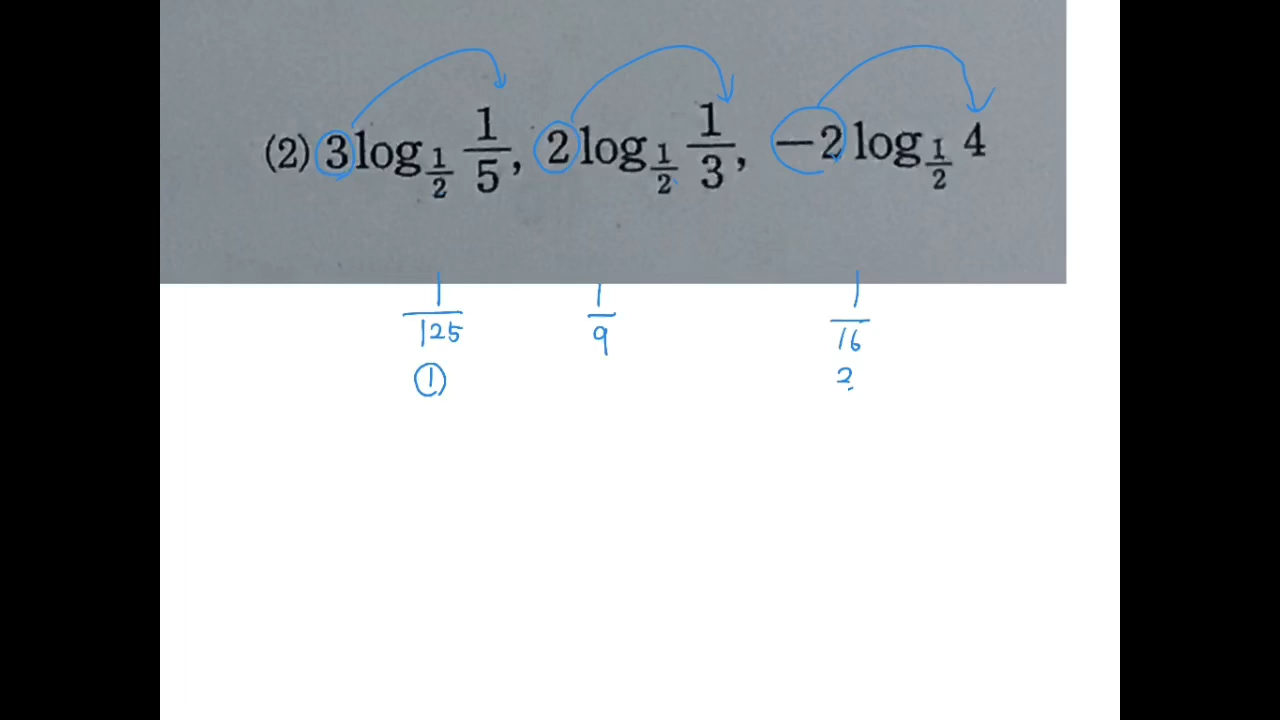 (2) 3log_{1/2} 1/5, 2log_{1/2} 1/3, −2log_{1/2} 4
1/125 1/9 1/16
①